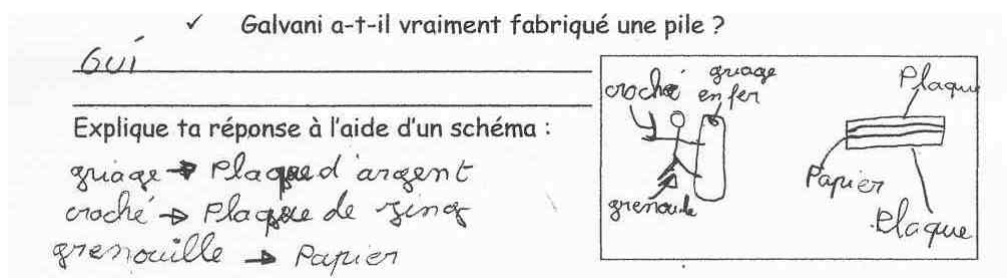 ✓ Galvani a-t-il vraiment fabriqué une pile ?
Oui
Explique ta réponse à l'aide d'un schéma :
griage → Plaque d'argent
croché → Plaque de zing
grenouille → Papier
croché
griage
en fer
grenouile
Plaque
Papier
Plaque